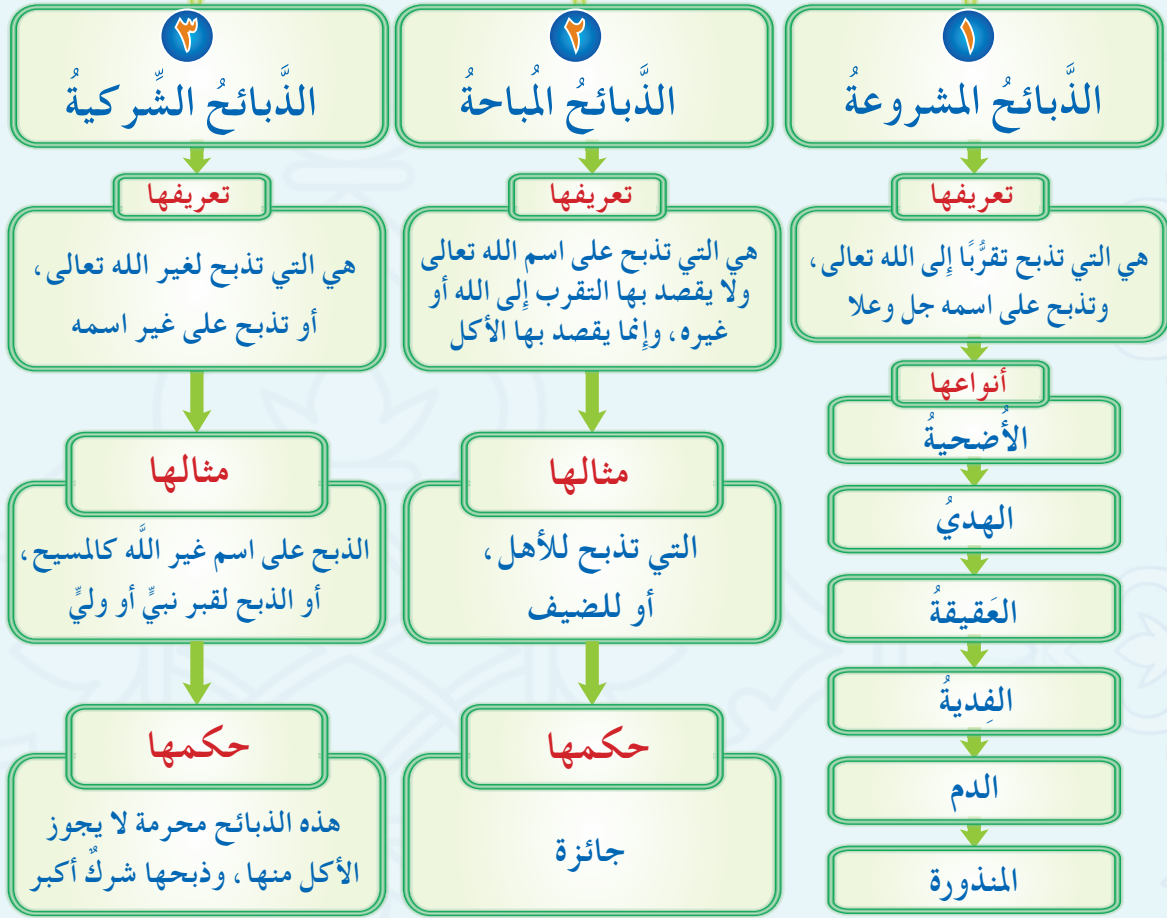 ١
الذَّبائحُ المشروعةُ
تعريفها
هي التي تذبح تقرُّبًا إِلى الله تعالى،
وتذبح على اسمه جل وعلا
أنواعها
الأُضحيةُ
الهديُ
العَقيقةُ
الفِديةُ
الدم
المنذورة
٢
الذَّبائحُ المُباحةُ
تعريفها
هي التي تذبح على اسم الله تعالى
ولا يقصد بها التقرب إِلى الله أو
غيره، وإِنما يقصد بها الأكل
مثالها
التي تذبح للأهل،
أو للضيف
حكمها
جائزة
٣
الذَّبائحُ الشِّركيةُ
تعريفها
هي التي تذبح لغير الله تعالى،
أو تذبح على غير اسمه
مثالها
الذبح على اسم غير اللَّه كالمسيح،
أو الذبح لقبر نبيٍّ أو وليٍّ
حكمها
هذه الذبائح محرمة لا يجوز
الأكل منها، وذبحها شركٌ أكبر